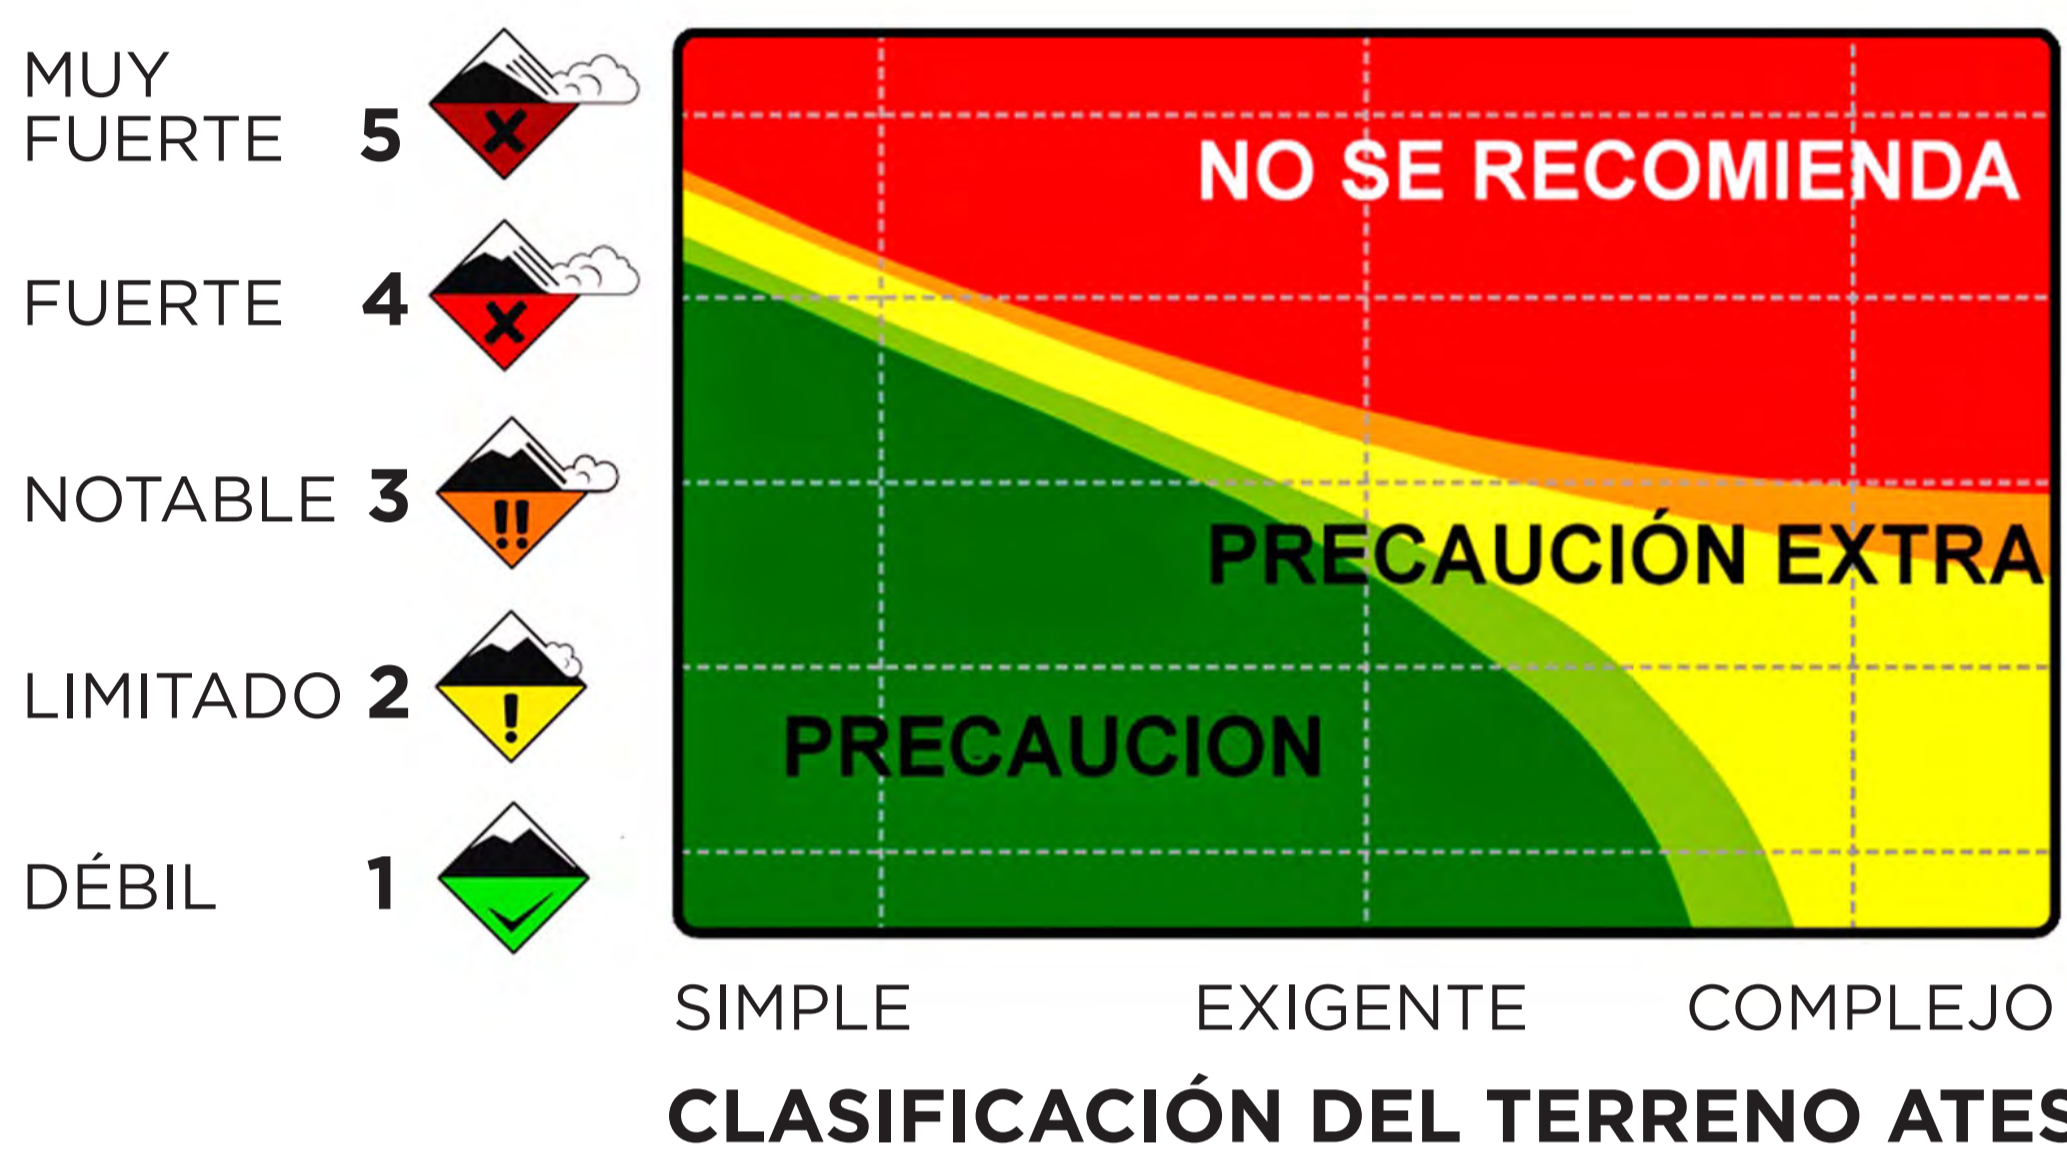 MUY
FUERTE 5
NO SE RECOMIENDA
FUERTE 4
NOTABLE 3
PRECAUCIÓN EXTRA
LIMITADO 2
PRECAUCION
DÉBIL 1
SIMPLE EXIGENTE COMPLEJO
CLASIFICACIÓN DEL TERRENO ATES